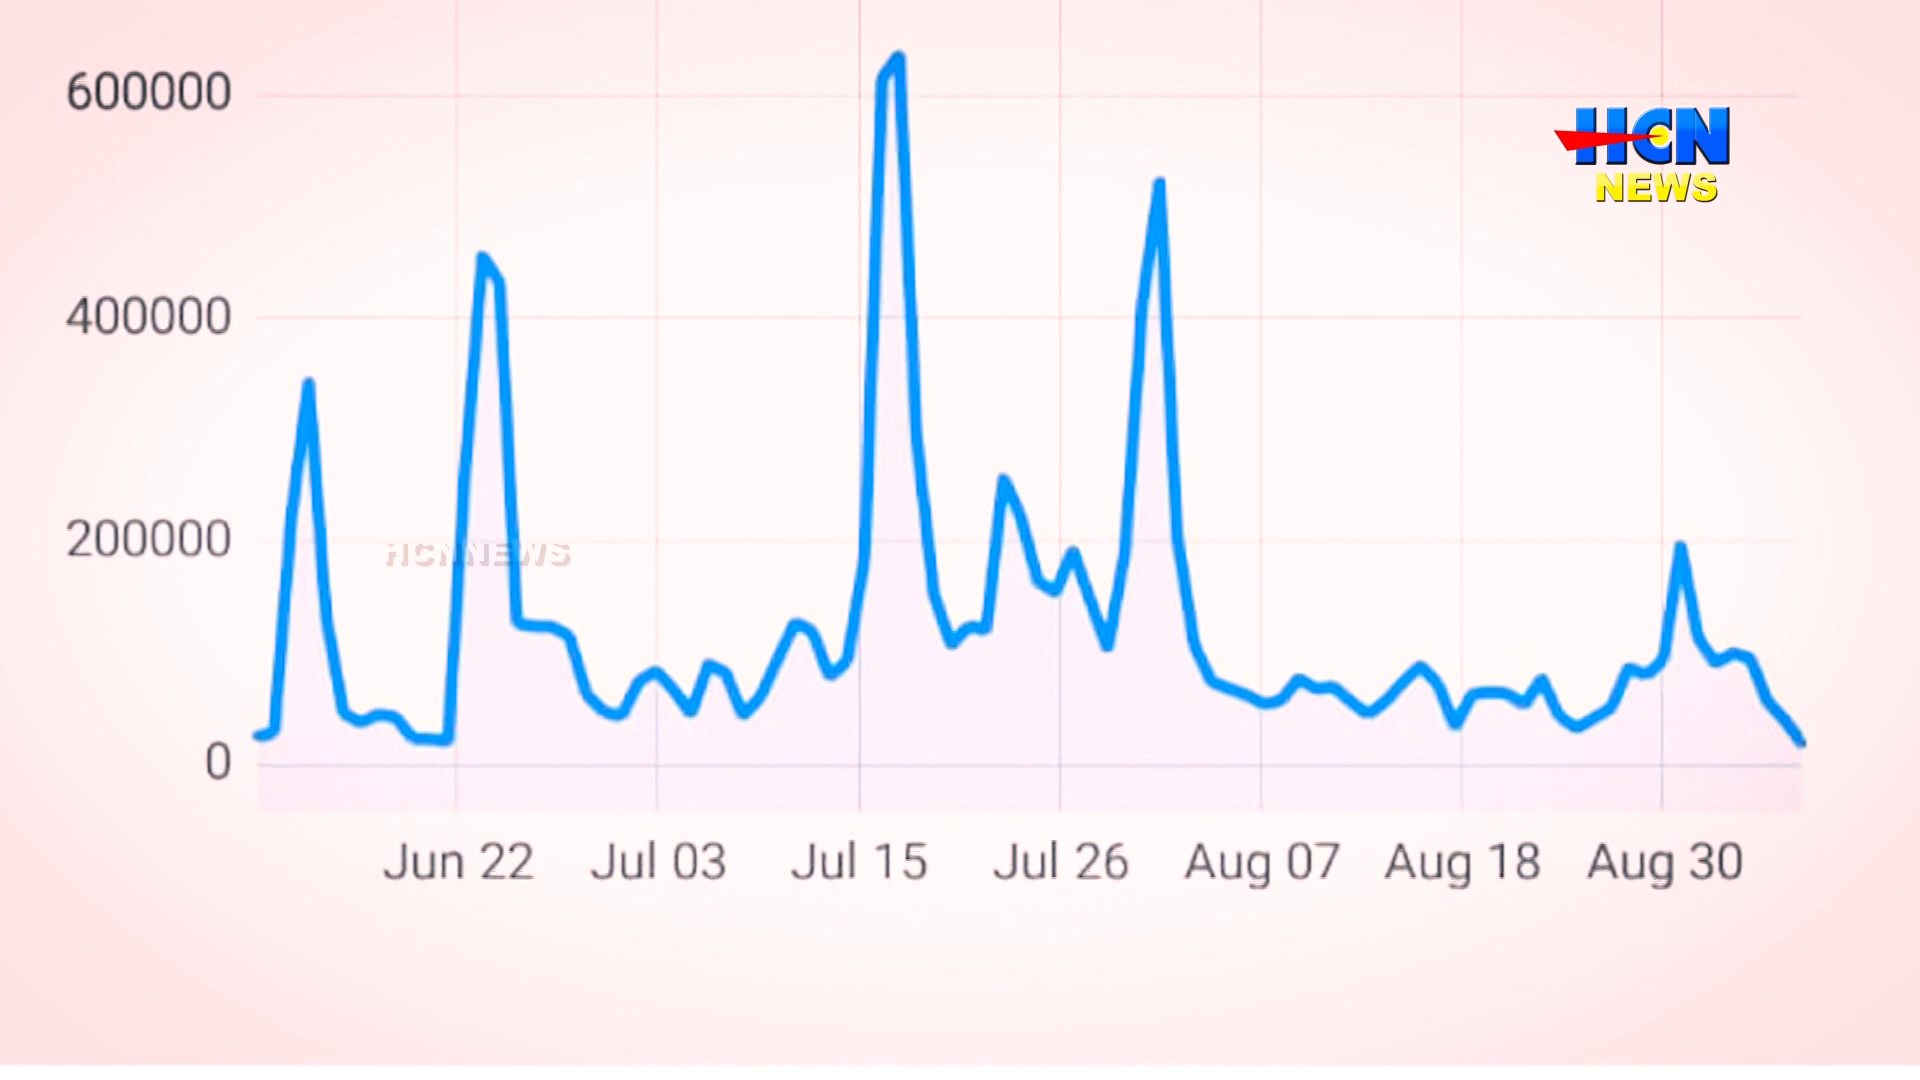 600000
HCN
NEWS
400000
200000
HCNNEWS
0
Jun 22 Jul 03 Jul 15 Jul 26 Aug 07 Aug 18 Aug 30